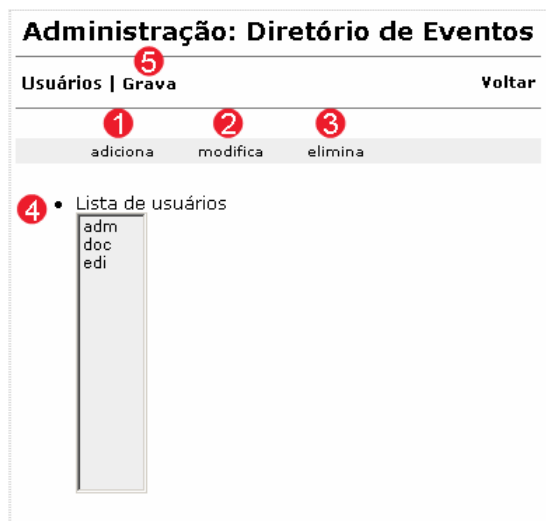 Administração: Diretório de Eventos
5
Usuários | Grava Voltar
1 2 3
adiciona modifica elimina
4 • Lista de usuários
adm
doc
edi